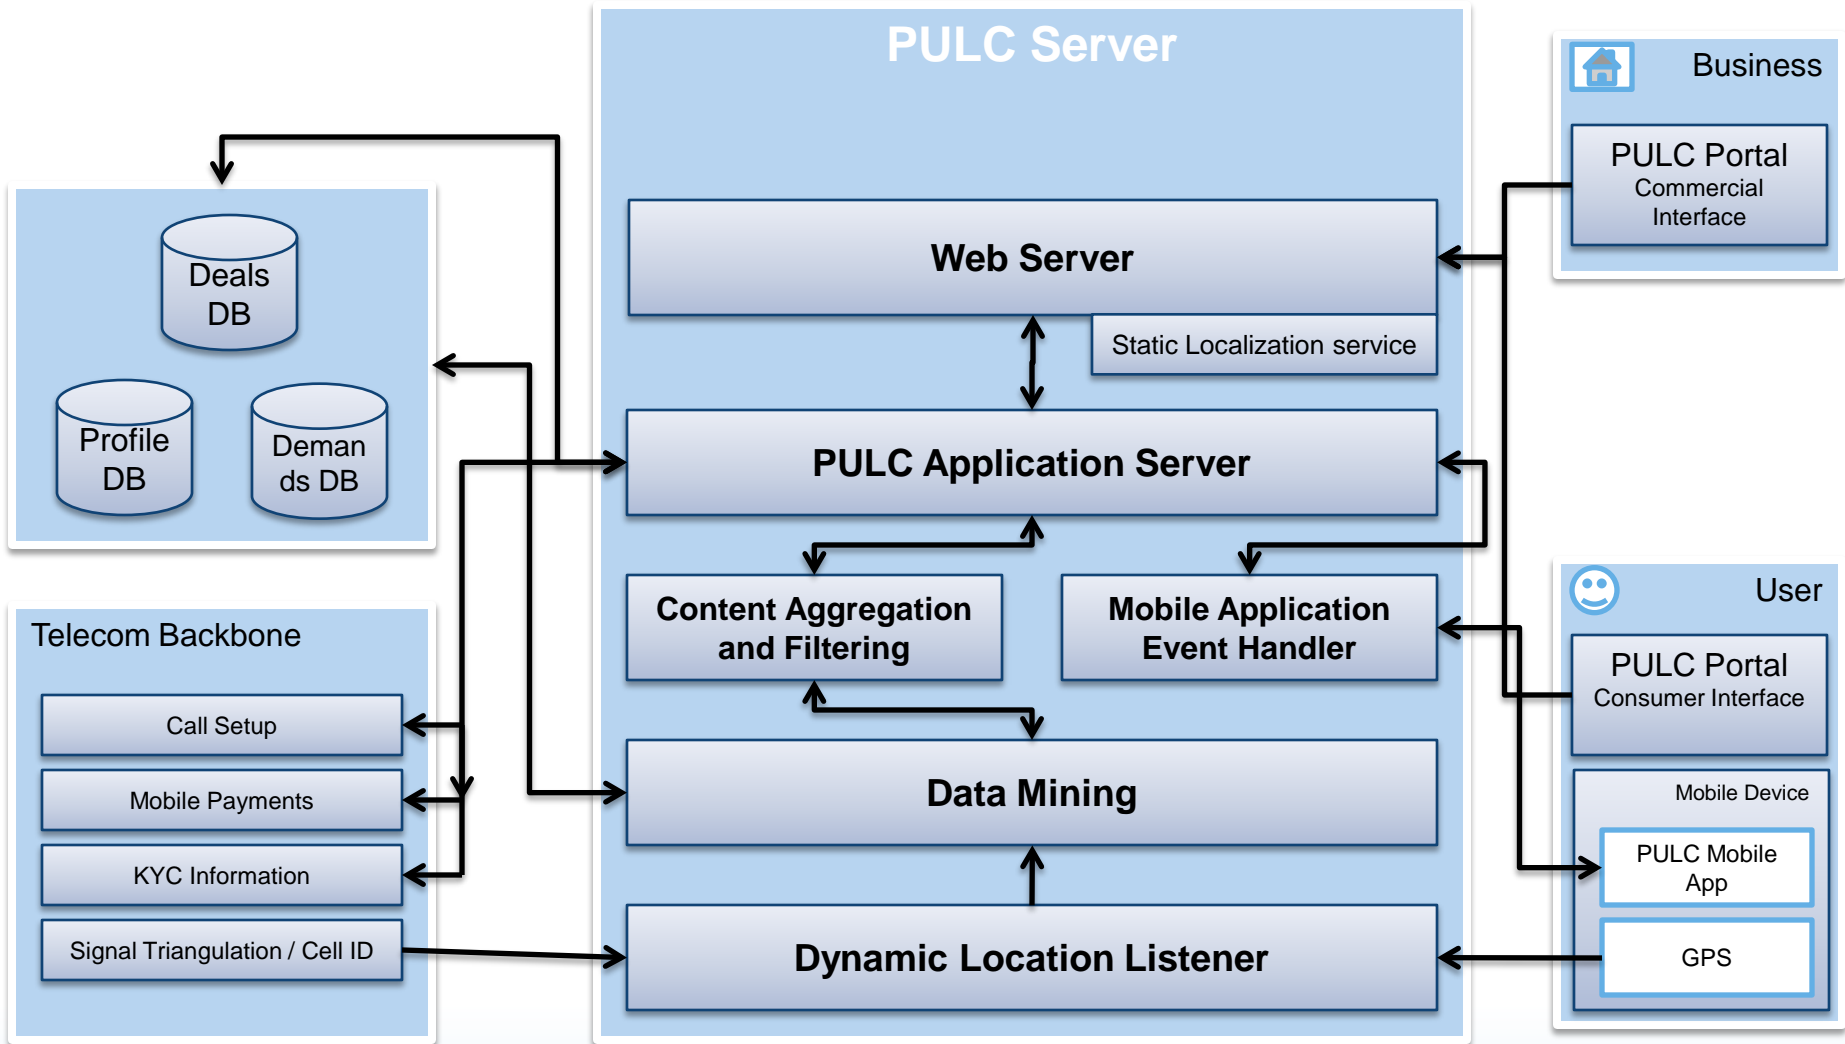 PULC Server
Business
PULC Portal
Commercial
Interface
Web Server
Static Localization service
Deals
DB
Profile
DB
Deman
ds DB
PULC Application Server
Content Aggregation
and Filtering
Mobile Application
Event Handler
User
PULC Portal
Consumer Interface
Telecom Backbone
Call Setup
Mobile Payments
KYC Information
Signal Triangulation / Cell ID
Data Mining
Dynamic Location Listener
Mobile Device
PULC Mobile
App
GPS